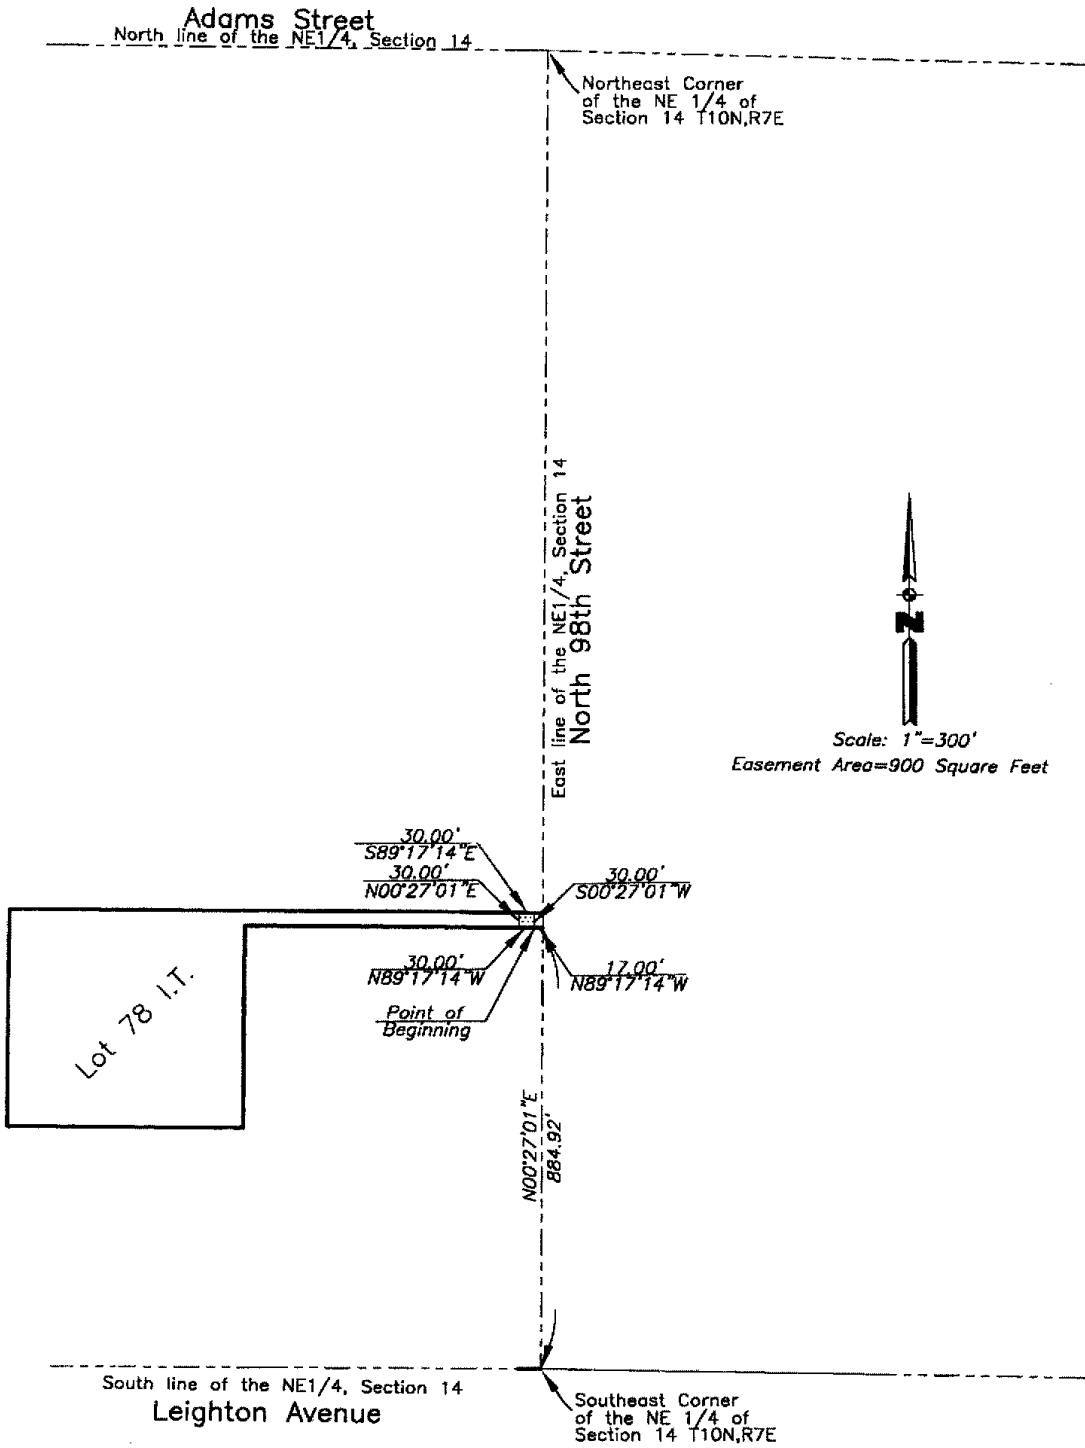 Adams Street
North line of the NE1/4, Section 14
Northeast Corner
of the NE 1/4 of
Section 14 T10N,R7E
East line of the NE1/4, Section 14
North 98th Street
N
Scale: 1"=300'
Easement Area=900 Square Feet
30.00'
S89°17'14"E
30.00'
N00°27'01"E
30.00'
S00°27'01"W
30.00'
N89°17'14"W
17.00'
N89°17'14"W
Point of
Beginning
Lot 78 I.T.
N00°27'01"E
884.92'
South line of the NE1/4, Section 14
Leighton Avenue
Southeast Corner
of the NE 1/4 of
Section 14 T10N,R7E